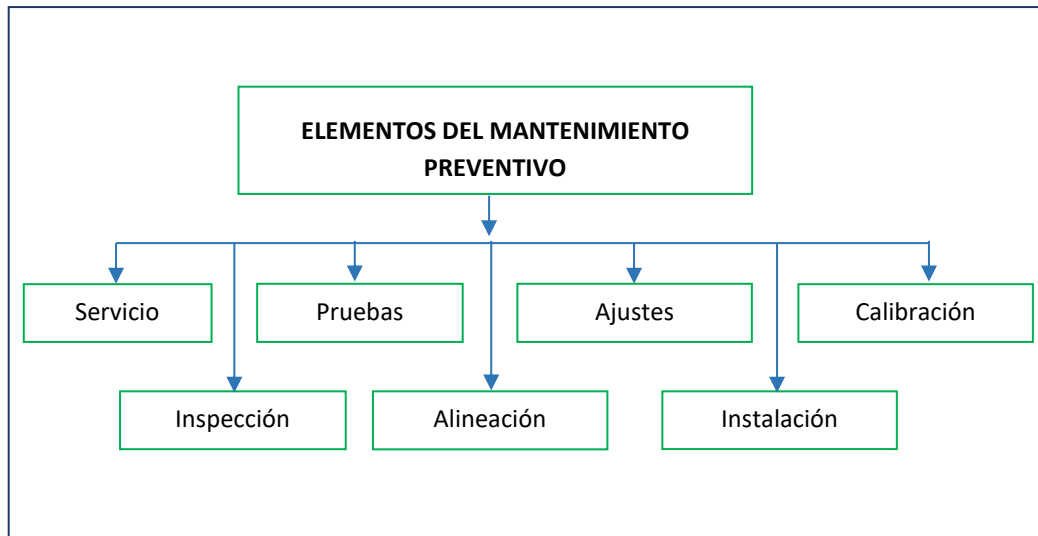 ELEMENTOS DEL MANTENIMIENTO
PREVENTIVO
Servicio
Pruebas
Ajustes
Calibración
Inspección
Alineación
Instalación